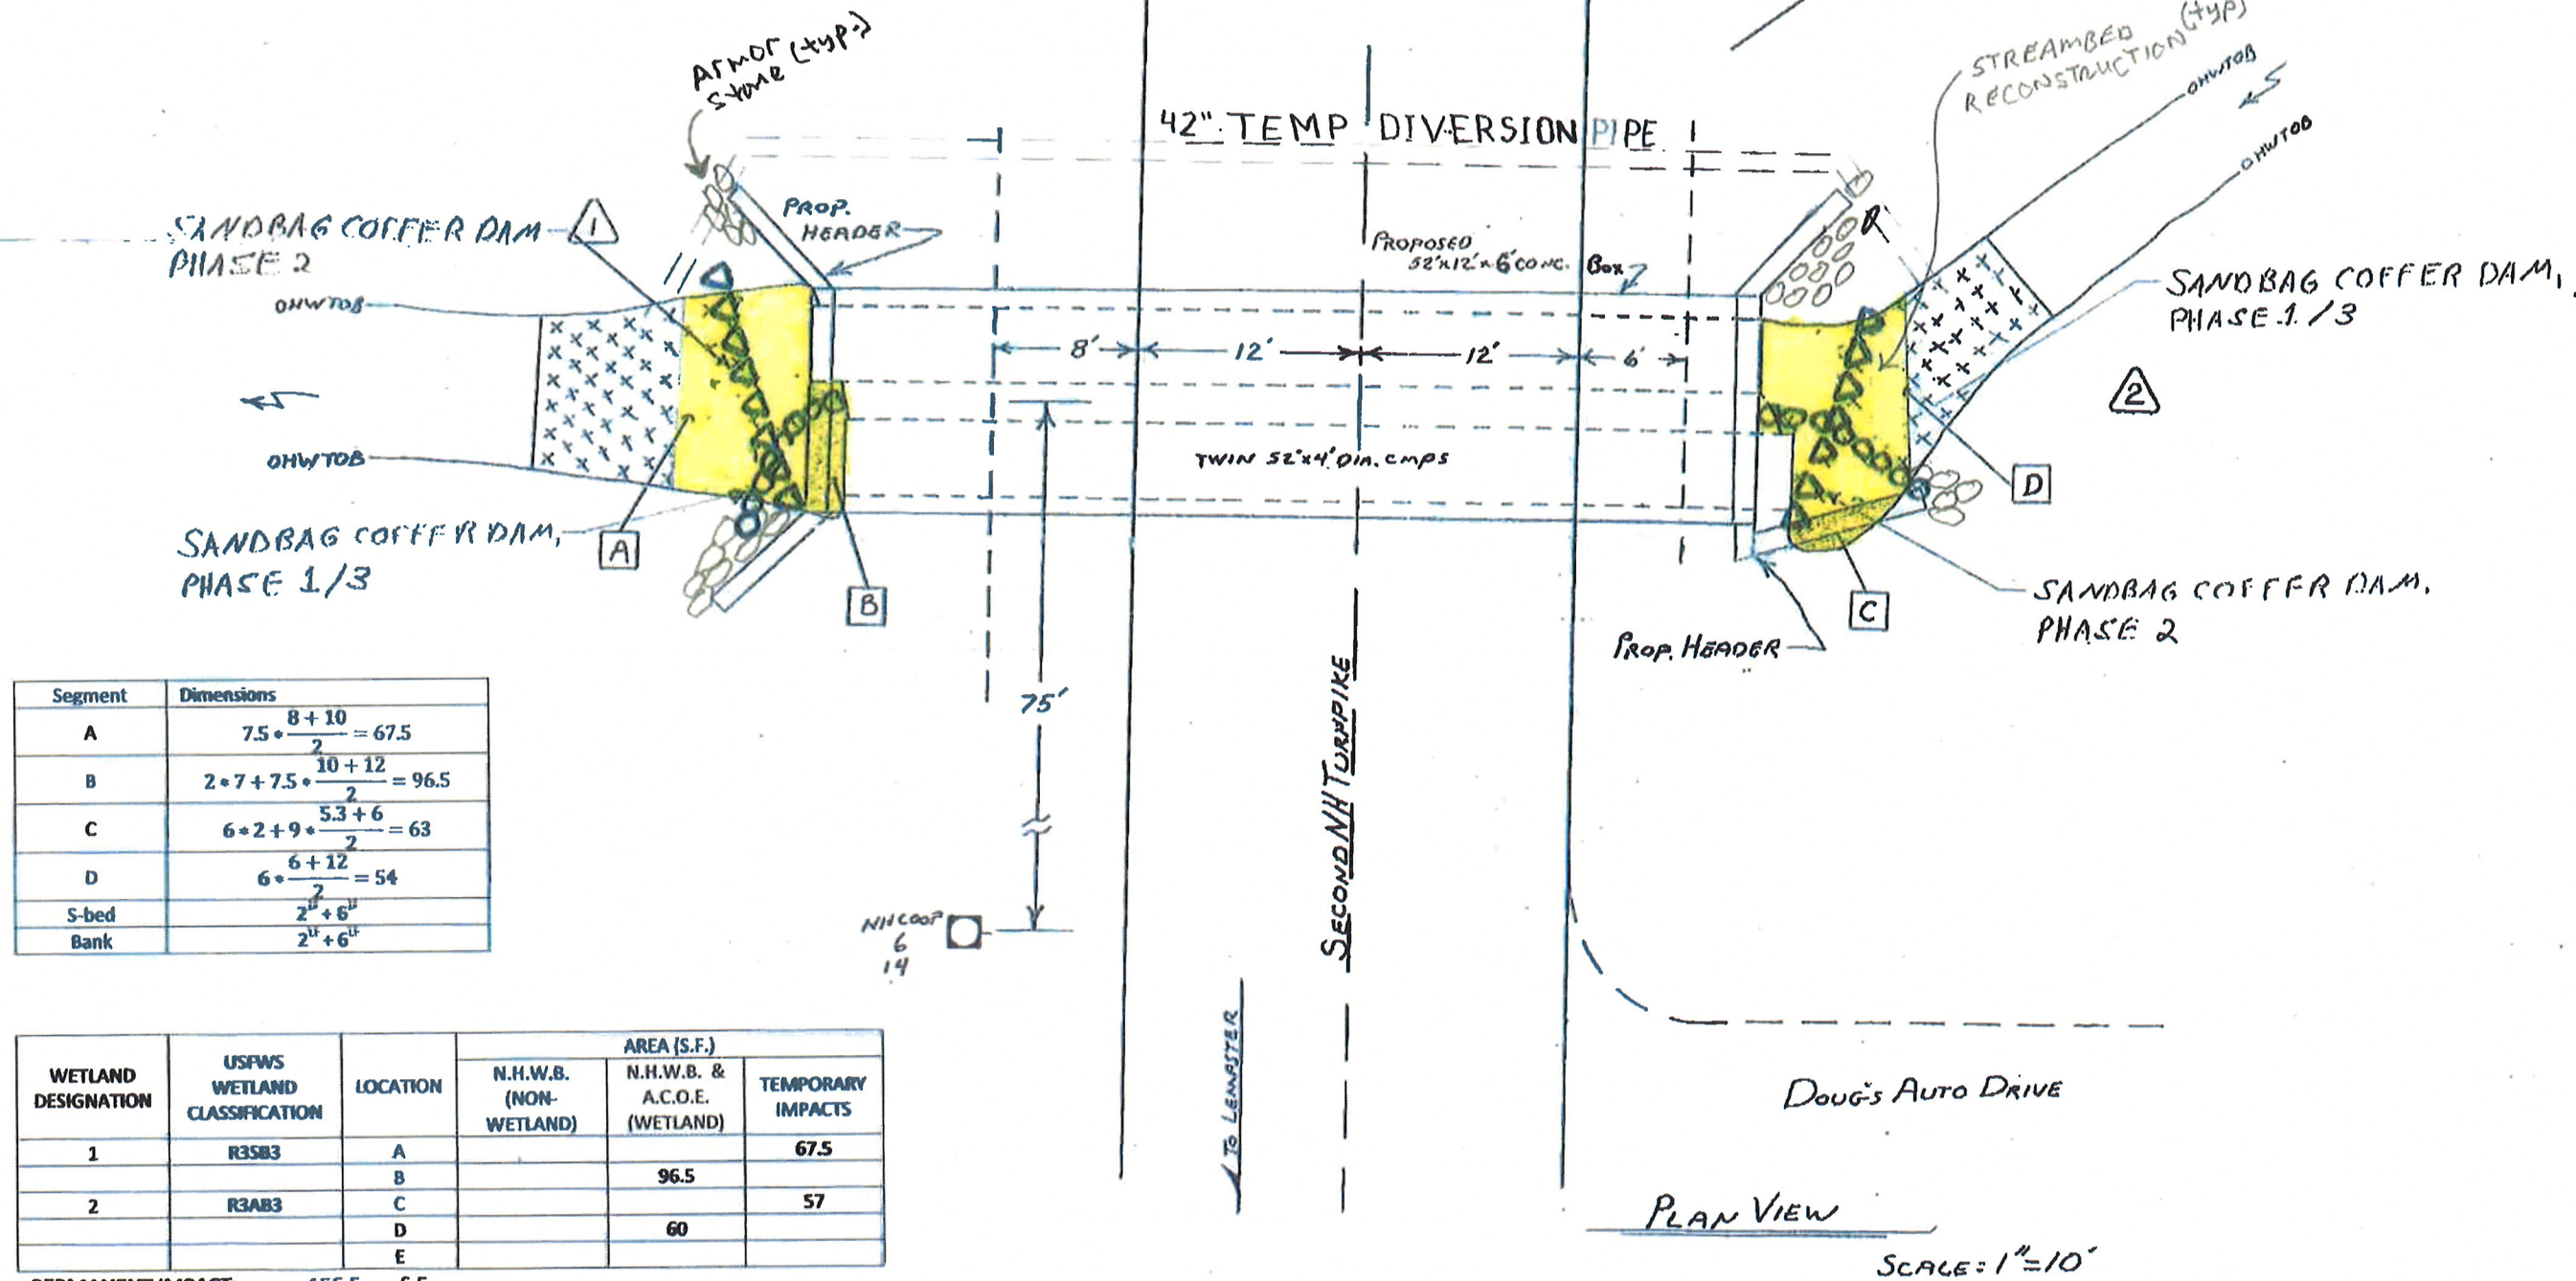 Armor
stone (typ.)
STREAMBED (typ)
RECONSTRUCTION
OHWTOB
OHWTOB
42" TEMP DIVERSION PIPE
SANDBAG COFFER DAM
PHASE 2
1
PROP.
HEADER
PROPOSED
52'x12'x6' CONC. Box
SANDBAG COFFER DAM,
PHASE 1/3
OHWTOB
8'
12'
12'
6'
2
OHWTOB
TWIN 52'x4' DIA. CMPS
D
SANDBAG COFFER DAM,
PHASE 1/3
A
B
C
SANDBAG COFFER DAM,
PHASE 2
PROP. HEADER
75'
SECOND NH TURNPIKE
Segment Dimensions
A 7.5 * (8 + 10)/2 = 67.5
B 2 * 7 + 7.5 * (10 + 12)/2 = 96.5
C 6 * 2 + 9 * (5.3 + 6)/2 = 63
D 6 * (6 + 12)/2 = 54
S-bed 2 LF + 6 LF
Bank 2 LF + 6 LF
NHCOOP
6
14
TO LEMPSTER
DOUG'S AUTO DRIVE
PLAN VIEW
SCALE: 1"=10'
AREA (S.F.)
WETLAND DESIGNATION USFWS WETLAND CLASSIFICATION LOCATION N.H.W.B. (NON-WETLAND) N.H.W.B. & A.C.O.E. (WETLAND) TEMPORARY IMPACTS
1 R3SB3 A 67.5
B 96.5
2 R3AB3 C 57
D 60
E